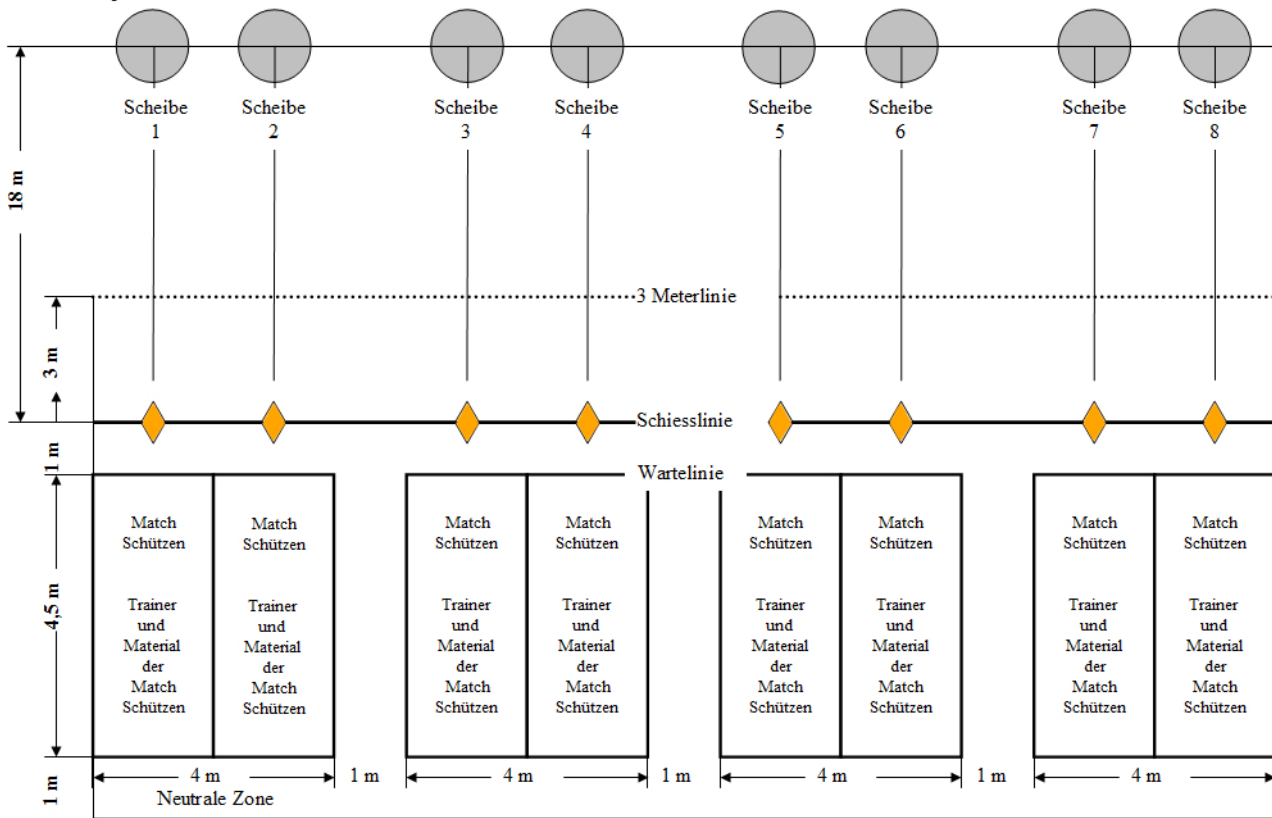 Scheibe Scheibe Scheibe Scheibe Scheibe Scheibe Scheibe Scheibe
1 2 3 4 5 6 7 8
18 m
3 Meterlinie
3 m
Schiesslinie
1 m
Wartelinie
Match Match Match Match Match Match Match Match
Schützen Schützen Schützen Schützen Schützen Schützen Schützen Schützen
4,5 m
Trainer Trainer Trainer Trainer Trainer Trainer Trainer Trainer
und und und und und und und und
Material Material Material Material Material Material Material Material
der der der der der der der der
Match Match Match Match Match Match Match Match
Schützen Schützen Schützen Schützen Schützen Schützen Schützen Schützen
4 m 1 m 4 m 1 m 4 m 1 m 4 m
1 m
Neutrale Zone